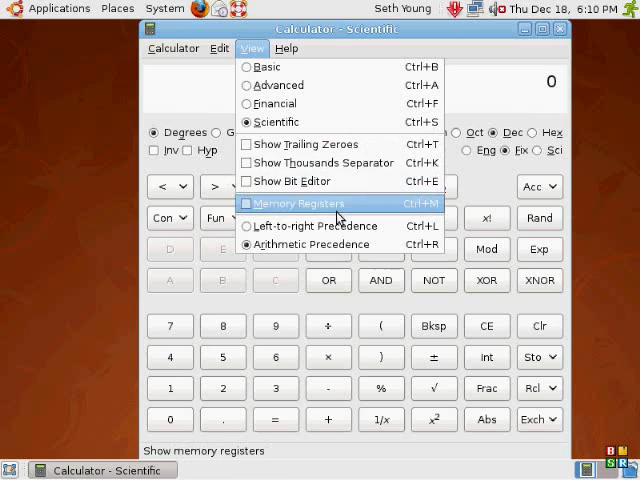 Applications Places System Seth Young Thu Dec 18, 6:10 PM
Calculator - Scientific
Calculator Edit View Help
Basic Ctrl+B
Advanced Ctrl+A
Financial Ctrl+F
Scientific Ctrl+S
Show Trailing Zeroes Ctrl+T
Show Thousands Separator Ctrl+K
Show Bit Editor Ctrl+E
Memory Registers Ctrl+M
Left-to-right Precedence Ctrl+L
Arithmetic Precedence Ctrl+R
0
Degrees G Oct Dec Hex
Inv Hyp Eng Fix Sci
< > Acc
Con Fun x! Rand
D E Mod Exp
A B C OR AND NOT XOR XNOR
7 8 9 ÷ ( Bksp CE Clr
4 5 6 × ) ± Int Sto
1 2 3 - % √ Frac Rcl
0 . = + 1/x x² Abs Exch
Show memory registers
B
S R
Calculator - Scientific